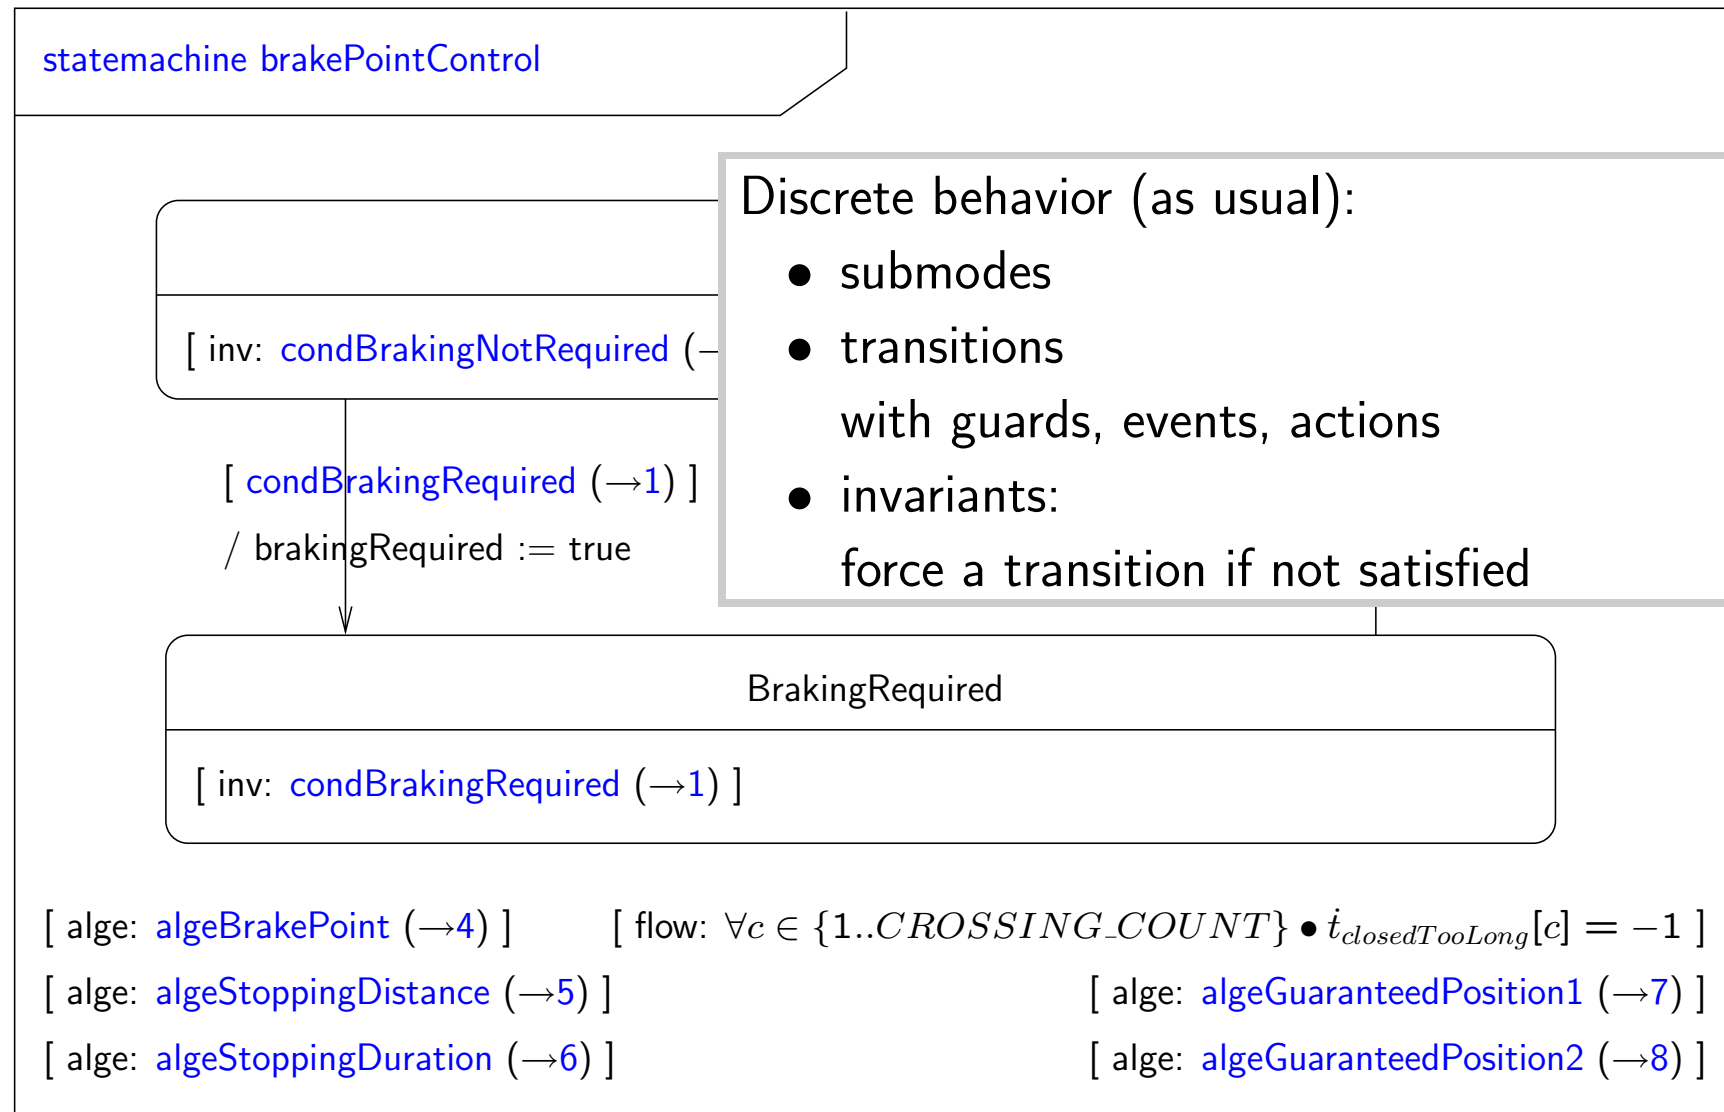 statemachine brakePointControl
Discrete behavior (as usual):
• submodes
• transitions
with guards, events, actions
• invariants:
force a transition if not satisfied
[ inv: condBrakingNotRequired (–
[ condBrakingRequired (→1) ]
/ brakingRequired := true
BrakingRequired
[ inv: condBrakingRequired (→1) ]
[ alge: algeBrakePoint (→4) ] [ flow: ∀c ∈ {1..CROSSING_COUNT} • ṫ_closedTooLong[c] = −1 ]
[ alge: algeStoppingDistance (→5) ] [ alge: algeGuaranteedPosition1 (→7) ]
[ alge: algeStoppingDuration (→6) ] [ alge: algeGuaranteedPosition2 (→8) ]